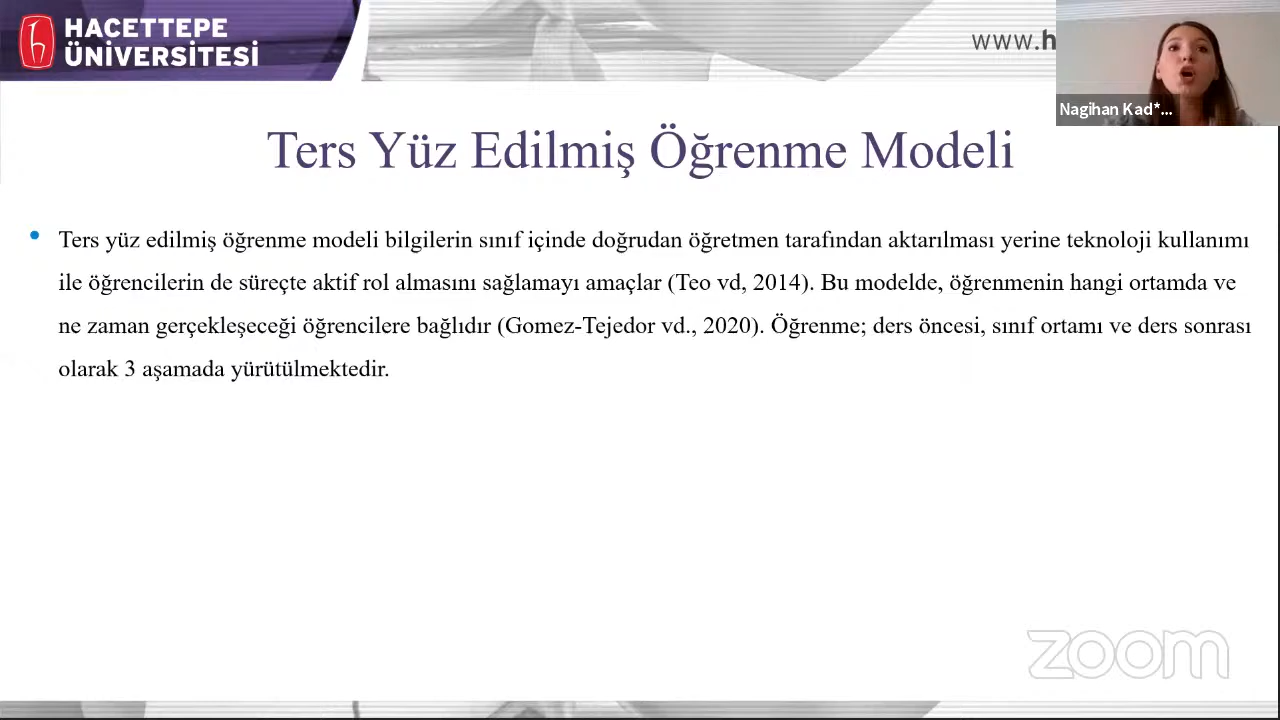 HACETTEPE
ÜNİVERSİTESİ
www.h
Nagihan Kad*...
Ters Yüz Edilmiş Öğrenme Modeli
• Ters yüz edilmiş öğrenme modeli bilgilerin sınıf içinde doğrudan öğretmen tarafından aktarılması yerine teknoloji kullanımı
ile öğrencilerin de süreçte aktif rol almasını sağlamayı amaçlar (Teo vd, 2014). Bu modelde, öğrenmenin hangi ortamda ve
ne zaman gerçekleşeceği öğrencilere bağlıdır (Gomez-Tejedor vd., 2020). Öğrenme; ders öncesi, sınıf ortamı ve ders sonrası
olarak 3 aşamada yürütülmektedir.
zoom